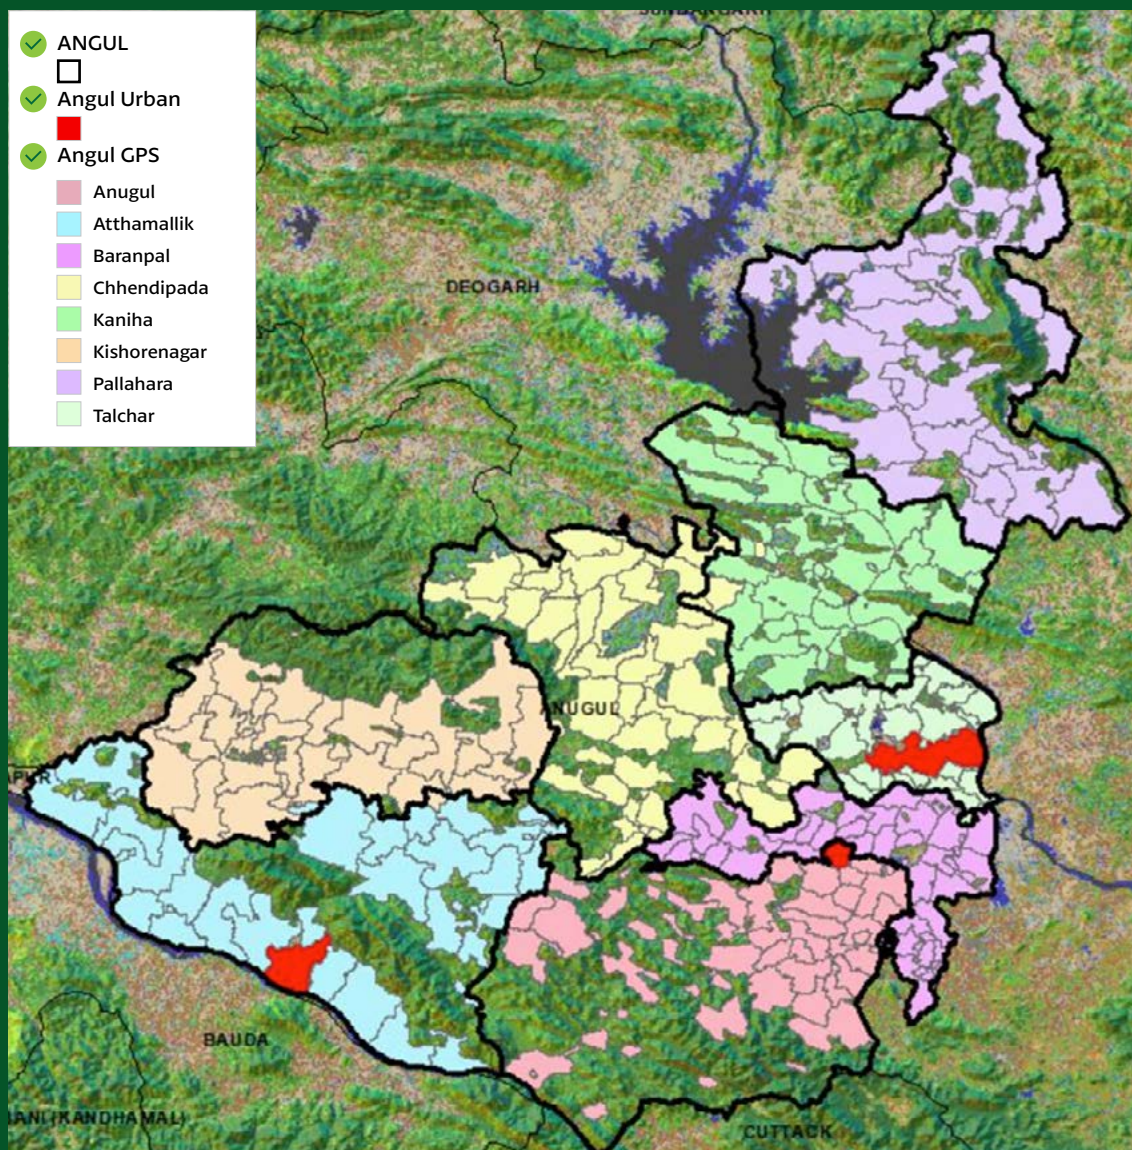 ANGUL
Angul Urban
Angul GPS
Anugul
Atthamallik
Baranpal
Chhendipada
Kaniha
Kishorenagar
Pallahara
Talchar
DEOGARH
ANUGUL
BAUDA
CUTTACK